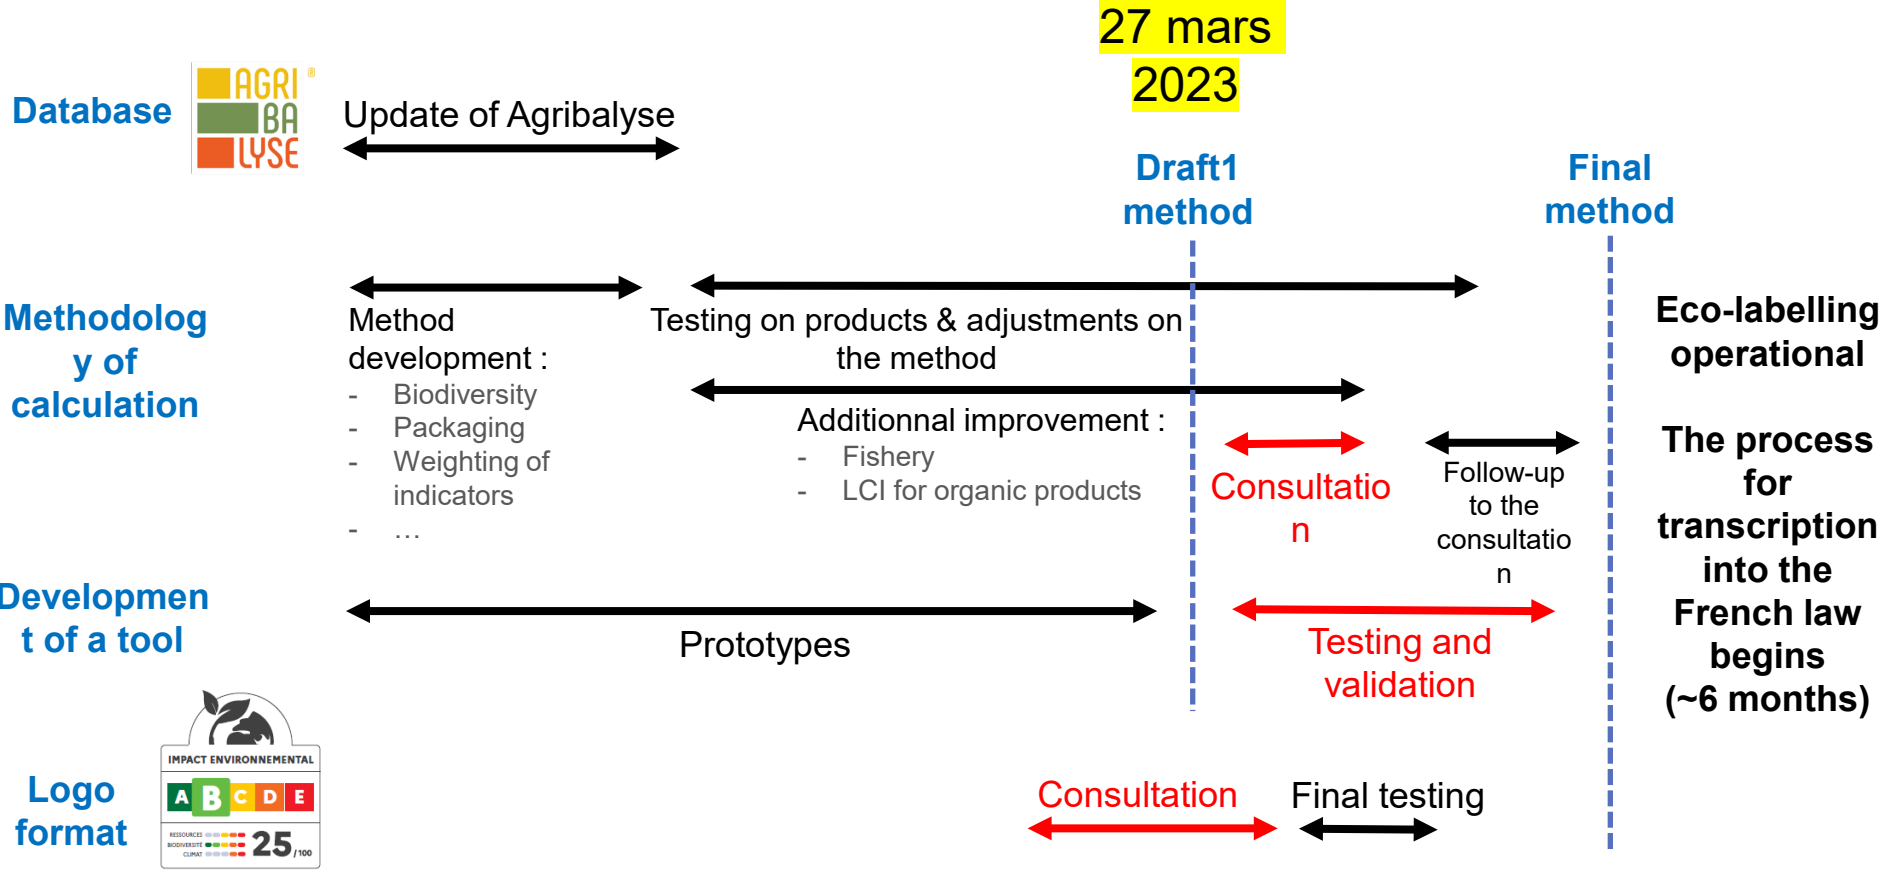 27 mars
2023
Database
AGRI
BA
LYSE
®
Update of Agribalyse
Draft1
method
Final
method
Methodolog
y of
calculation
Method
development :
- Biodiversity
- Packaging
- Weighting of
indicators
- …
Testing on products & adjustments on
the method
Additionnal improvement :
- Fishery
- LCI for organic products
Consultatio
n
Follow-up
to the
consultatio
n
Eco-labelling
operational
The process
for
transcription
into the
French law
begins
(~6 months)
Developmen
t of a tool
Prototypes
Testing and
validation
Logo
format
IMPACT ENVIRONNEMENTAL
A B C D E
RESSOURCES
BIODIVERSITÉ
CLIMAT
25/100
Consultation
Final testing